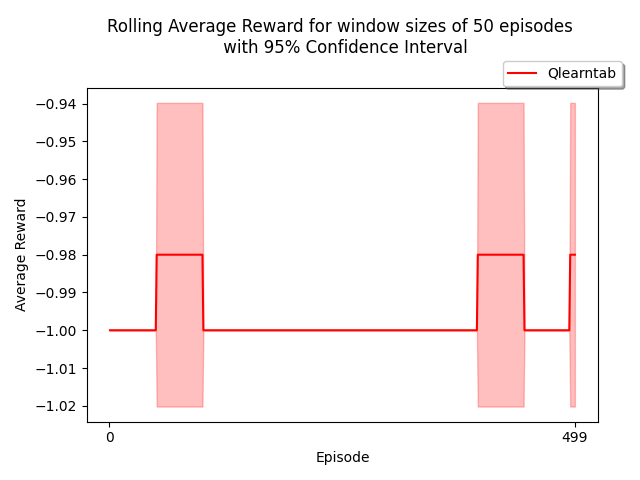 Rolling Average Reward for window sizes of 50 episodes
with 95% Confidence Interval
Qlearntab
−0.94
−0.95
−0.96
−0.97
−0.98
−0.99
−1.00
−1.01
−1.02
Average Reward
0
499
Episode